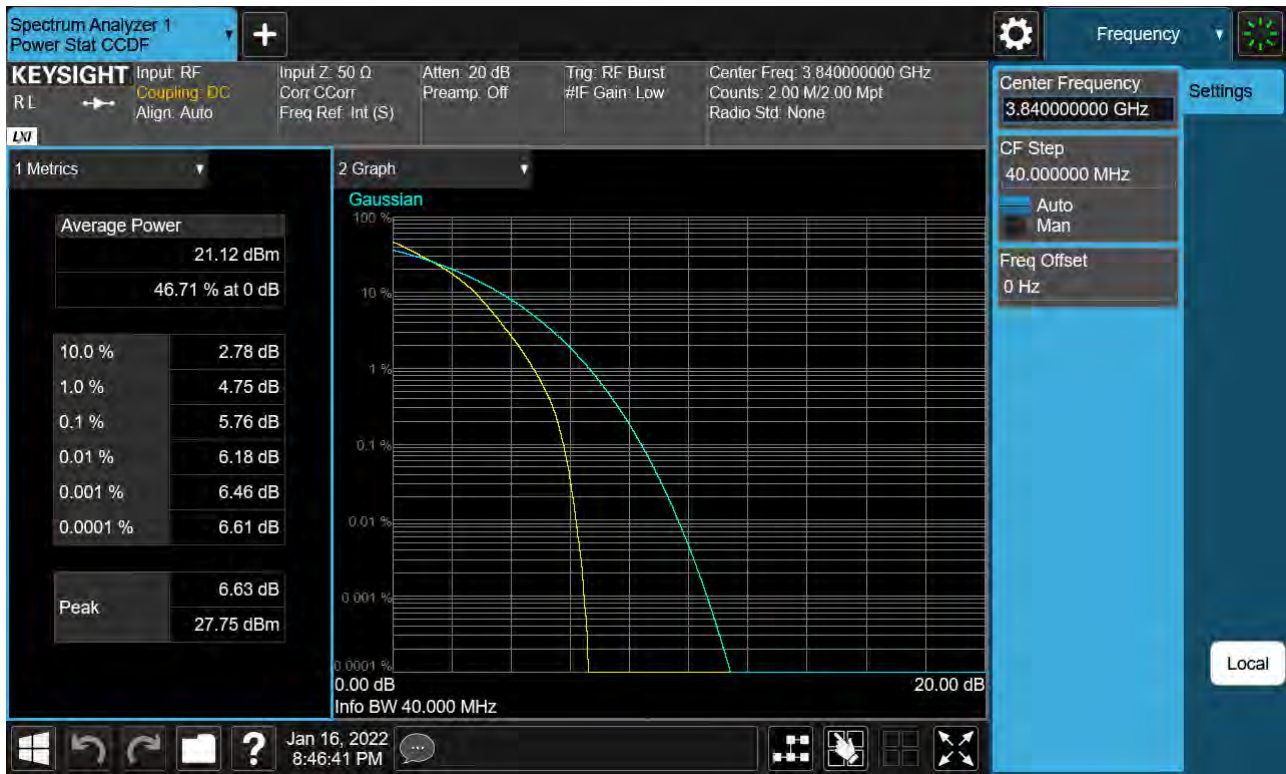 Spectrum Analyzer 1
Power Stat CCDF
+
Frequency
KEYSIGHT
RL
LXI
Input: RF
Coupling: DC
Align: Auto
Input Z: 50 Ω
Corr CCorr
Freq Ref: Int (S)
Atten: 20 dB
Preamp: Off
Trig: RF Burst
#IF Gain: Low
Center Freq: 3.840000000 GHz
Counts: 2.00 M/2.00 Mpt
Radio Std: None
Center Frequency
3.840000000 GHz
Settings
CF Step
40.000000 MHz
Auto
Man
Freq Offset
0 Hz
1 Metrics
Average Power
21.12 dBm
46.71 % at 0 dB
10.0 % 2.78 dB
1.0 % 4.75 dB
0.1 % 5.76 dB
0.01 % 6.18 dB
0.001 % 6.46 dB
0.0001 % 6.61 dB
Peak 6.63 dB
27.75 dBm
2 Graph
Gaussian
100 %
10 %
1 %
0.1 %
0.01 %
0.001 %
0.0001 %
0.00 dB 20.00 dB
Info BW 40.000 MHz
Local
?
Jan 16, 2022
8:46:41 PM